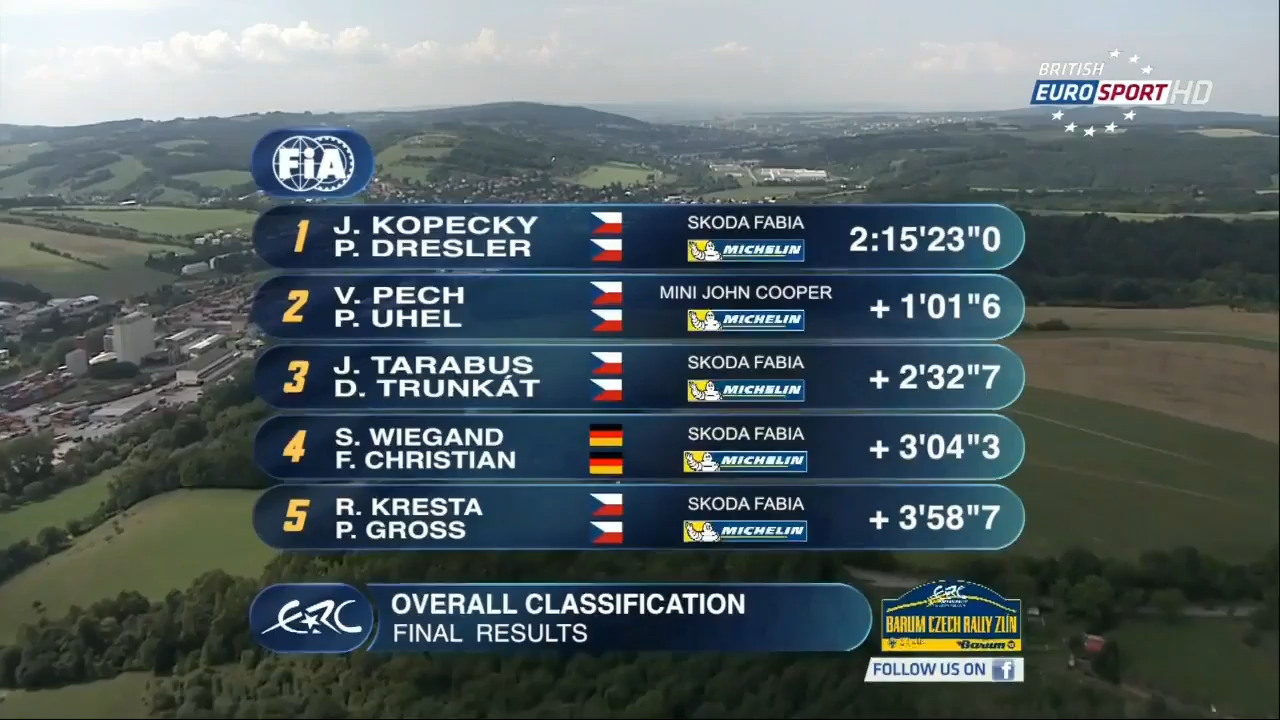 BRITISH
EUROSPORT HD
FIA
1 J. KOPECKY SKODA FABIA 2:15'23"0
P. DRESLER MICHELIN
2 V. PECH MINI JOHN COOPER + 1'01"6
P. UHEL MICHELIN
3 J. TARABUS SKODA FABIA + 2'32"7
D. TRUNKÁT MICHELIN
4 S. WIEGAND SKODA FABIA + 3'04"3
F. CHRISTIAN MICHELIN
5 R. KRESTA SKODA FABIA + 3'58"7
P. GROSS MICHELIN
ERC OVERALL CLASSIFICATION
FINAL RESULTS
ERC
BARUM CZECH RALLY ZLÍN
Barum
FOLLOW US ON f